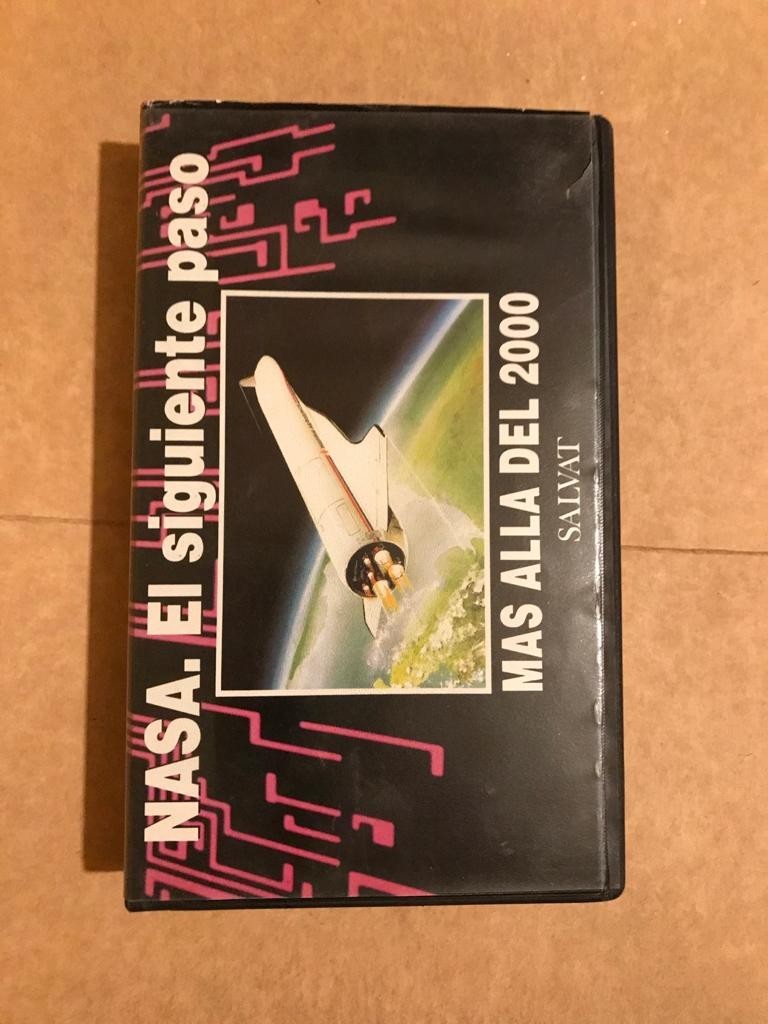 NASA. El siguiente paso
MAS ALLA DEL 2000
SALVAT